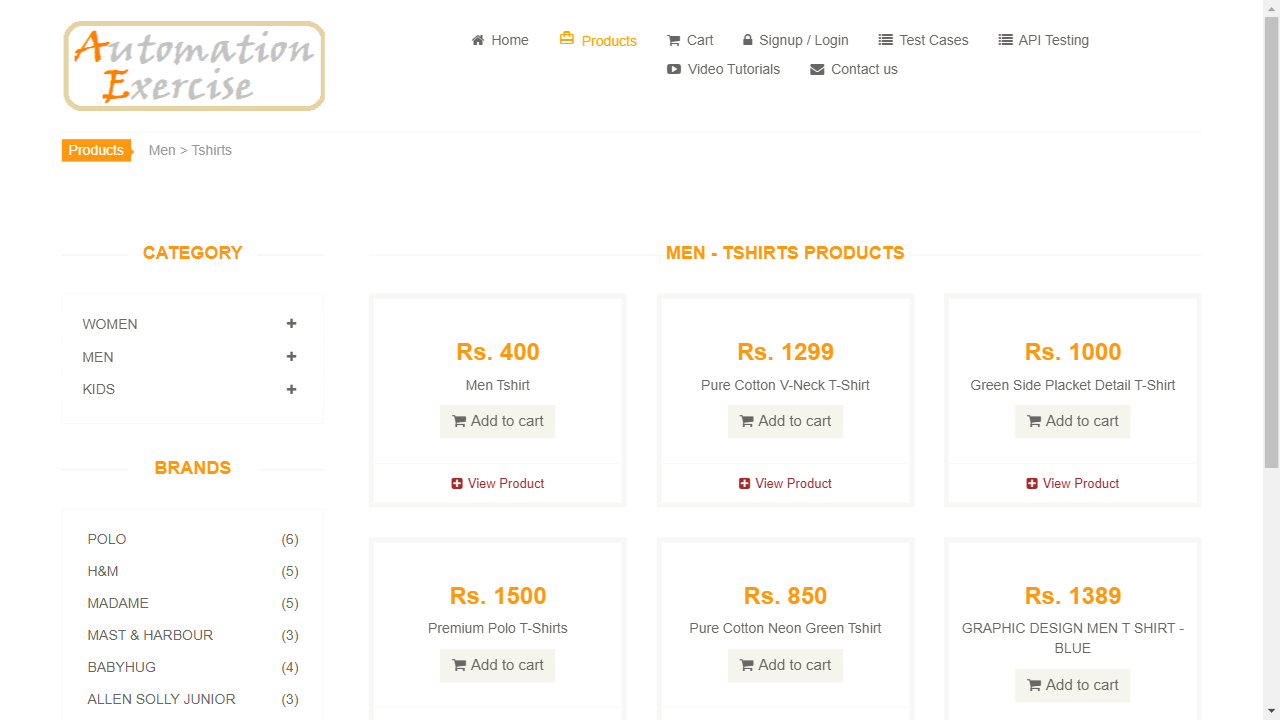 Automation
Exercise
Home
Products
Cart
Signup / Login
Test Cases
API Testing
Video Tutorials
Contact us
Products
Men > Tshirts
CATEGORY
WOMEN
MEN
KIDS
BRANDS
POLO (6)
H&M (5)
MADAME (5)
MAST & HARBOUR (3)
BABYHUG (4)
ALLEN SOLLY JUNIOR (3)
MEN - TSHIRTS PRODUCTS
Rs. 400
Men Tshirt
Add to cart
View Product
Rs. 1299
Pure Cotton V-Neck T-Shirt
Add to cart
View Product
Rs. 1000
Green Side Placket Detail T-Shirt
Add to cart
View Product
Rs. 1500
Premium Polo T-Shirts
Add to cart
Rs. 850
Pure Cotton Neon Green Tshirt
Add to cart
Rs. 1389
GRAPHIC DESIGN MEN T SHIRT -
BLUE
Add to cart